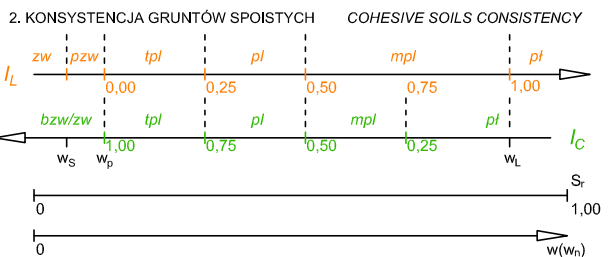 2. KONSYSTENCJA GRUNTÓW SPOISTYCH COHESIVE SOILS CONSISTENCY
zw pzw tpl pl mpl pł
I_L 0,00 0,25 0,50 0,75 1,00
bzw/zw tpl pl mpl pł
1,00 0,75 0,50 0,25 I_C
w_S w_p w_L
S_r
0 1,00
0 w(w_n)